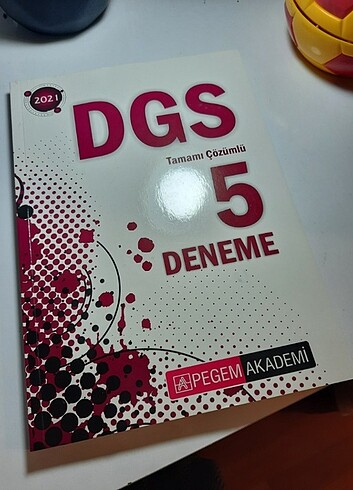 2021
DGS
Tamamı Çözümlü
5
DENEME
PEGEM AKADEMİ